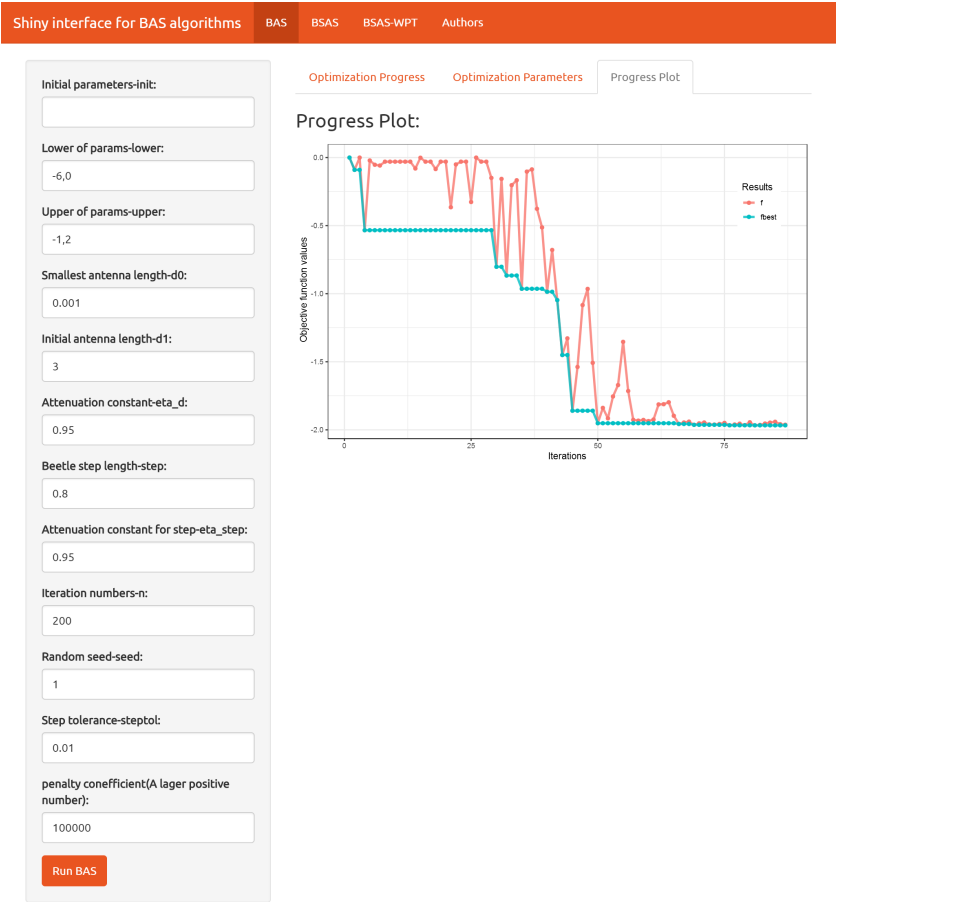 Shiny interface for BAS algorithms BAS BSAS BSAS-WPT Authors
Initial parameters-init:
Lower of params-lower:
-6,0
Upper of params-upper:
-1,2
Smallest antenna length-d0:
0.001
Initial antenna length-d1:
3
Attenuation constant-eta_d:
0.95
Beetle step length-step:
0.8
Attenuation constant for step-eta_step:
0.95
Iteration numbers-n:
200
Random seed-seed:
1
Step tolerance-steptol:
0.01
penalty conefficient(A lager positive
number):
100000
Run BAS
Optimization Progress Optimization Parameters Progress Plot
Progress Plot:
Objective function values
0.0
-0.5
-1.0
-1.5
-2.0
0 25 50 75
Iterations
Results
f
fbest